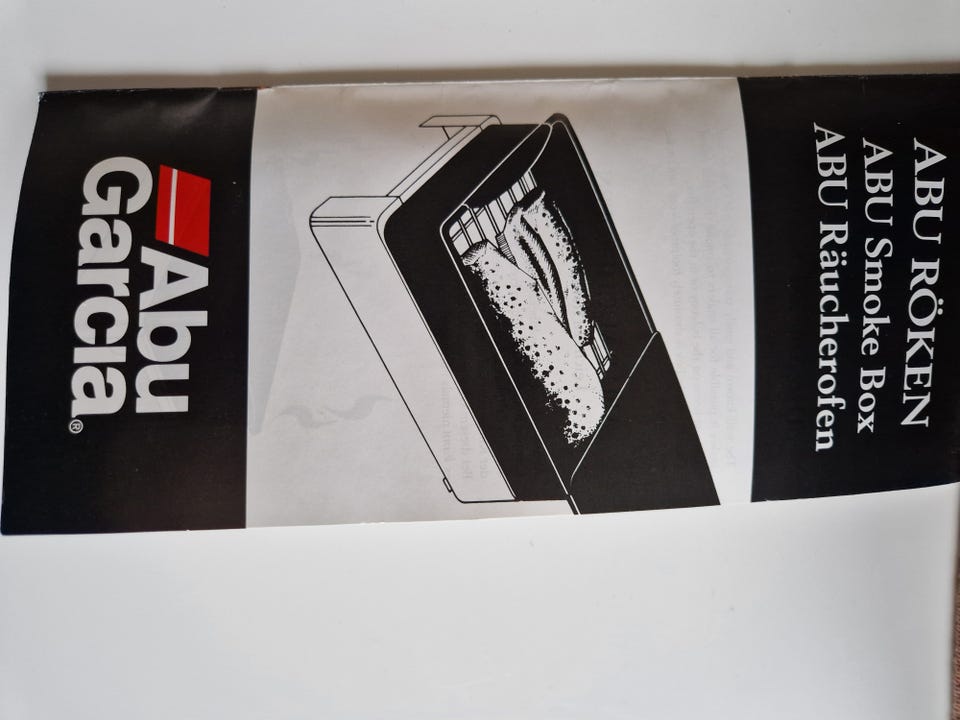 ABU RÖKEN
ABU Smoke Box
ABU Räucherofen
Abu
Garcia®